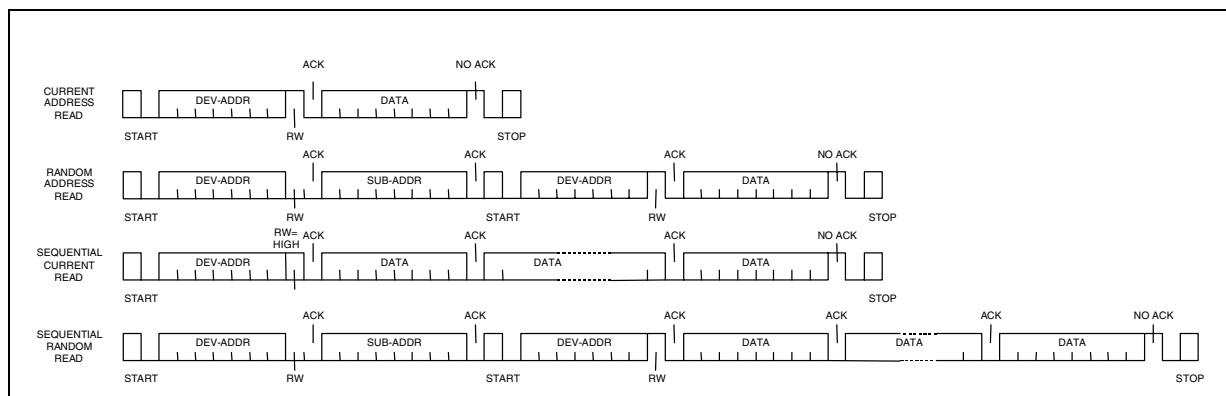 ACK NO ACK
CURRENT
ADDRESS
READ
DEV-ADDR DATA
START RW STOP
ACK ACK ACK NO ACK
RANDOM
ADDRESS
READ
DEV-ADDR SUB-ADDR DEV-ADDR DATA
START RW START RW STOP
RW=
HIGH
ACK ACK ACK NO ACK
SEQUENTIAL
CURRENT
READ
DEV-ADDR DATA DATA DATA
START STOP
ACK ACK ACK ACK ACK NO ACK
SEQUENTIAL
RANDOM
READ
DEV-ADDR SUB-ADDR DEV-ADDR DATA DATA DATA
START RW START RW STOP